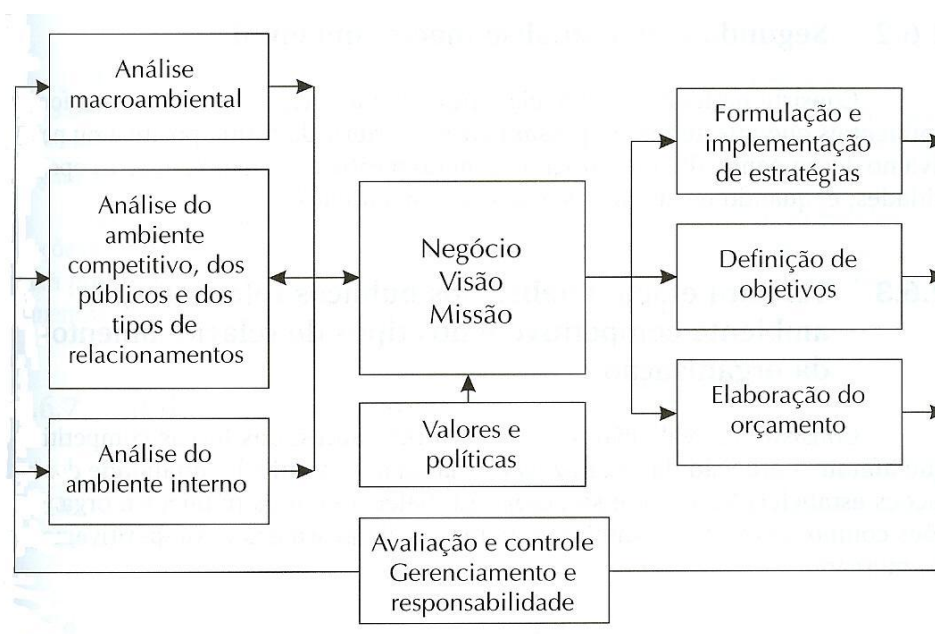 Análise
macroambiental
Análise do
ambiente
competitivo, dos
públicos e dos
tipos de
relacionamentos
Análise do
ambiente interno
Negócio
Visão
Missão
Valores e
políticas
Formulação e
implementação
de estratégias
Definição de
objetivos
Elaboração do
orçamento
Avaliação e controle
Gerenciamento e
responsabilidade